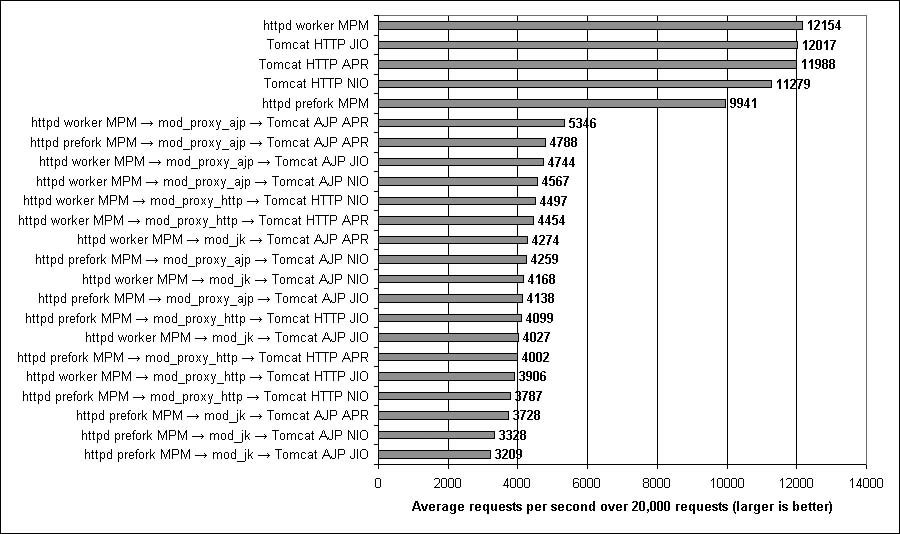 httpd worker MPM 12154
Tomcat HTTP JIO 12017
Tomcat HTTP APR 11988
Tomcat HTTP NIO 11279
httpd prefork MPM 9941
httpd worker MPM → mod_proxy_ajp → Tomcat AJP APR 5346
httpd prefork MPM → mod_proxy_ajp → Tomcat AJP APR 4788
httpd worker MPM → mod_proxy_ajp → Tomcat AJP JIO 4744
httpd worker MPM → mod_proxy_ajp → Tomcat AJP NIO 4567
httpd worker MPM → mod_proxy_http → Tomcat HTTP NIO 4497
httpd worker MPM → mod_proxy_http → Tomcat HTTP APR 4454
httpd worker MPM → mod_jk → Tomcat AJP APR 4274
httpd prefork MPM → mod_proxy_ajp → Tomcat AJP NIO 4259
httpd worker MPM → mod_jk → Tomcat AJP NIO 4168
httpd prefork MPM → mod_proxy_ajp → Tomcat AJP JIO 4138
httpd prefork MPM → mod_proxy_http → Tomcat HTTP JIO 4099
httpd worker MPM → mod_jk → Tomcat AJP JIO 4027
httpd prefork MPM → mod_proxy_http → Tomcat HTTP APR 4002
httpd worker MPM → mod_proxy_http → Tomcat HTTP JIO 3906
httpd prefork MPM → mod_proxy_http → Tomcat HTTP NIO 3787
httpd prefork MPM → mod_jk → Tomcat AJP APR 3728
httpd prefork MPM → mod_jk → Tomcat AJP NIO 3328
httpd prefork MPM → mod_jk → Tomcat AJP JIO 3209
0 2000 4000 6000 8000 10000 12000 14000
Average requests per second over 20,000 requests (larger is better)